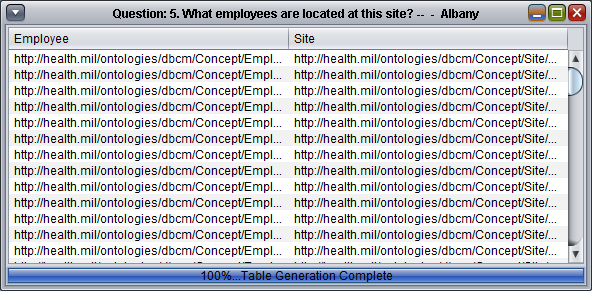 Question: 5. What employees are located at this site? -- - Albany
Employee Site
http://health.mil/ontologies/dbcm/Concept/Empl... http://health.mil/ontologies/dbcm/Concept/Site/...
http://health.mil/ontologies/dbcm/Concept/Empl... http://health.mil/ontologies/dbcm/Concept/Site/...
http://health.mil/ontologies/dbcm/Concept/Empl... http://health.mil/ontologies/dbcm/Concept/Site/...
http://health.mil/ontologies/dbcm/Concept/Empl... http://health.mil/ontologies/dbcm/Concept/Site/...
http://health.mil/ontologies/dbcm/Concept/Empl... http://health.mil/ontologies/dbcm/Concept/Site/...
http://health.mil/ontologies/dbcm/Concept/Empl... http://health.mil/ontologies/dbcm/Concept/Site/...
http://health.mil/ontologies/dbcm/Concept/Empl... http://health.mil/ontologies/dbcm/Concept/Site/...
http://health.mil/ontologies/dbcm/Concept/Empl... http://health.mil/ontologies/dbcm/Concept/Site/...
http://health.mil/ontologies/dbcm/Concept/Empl... http://health.mil/ontologies/dbcm/Concept/Site/...
http://health.mil/ontologies/dbcm/Concept/Empl... http://health.mil/ontologies/dbcm/Concept/Site/...
http://health.mil/ontologies/dbcm/Concept/Empl... http://health.mil/ontologies/dbcm/Concept/Site/...
http://health.mil/ontologies/dbcm/Concept/Empl... http://health.mil/ontologies/dbcm/Concept/Site/...
http://health.mil/ontologies/dbcm/Concept/Empl... http://health.mil/ontologies/dbcm/Concept/Site/...
100%...Table Generation Complete